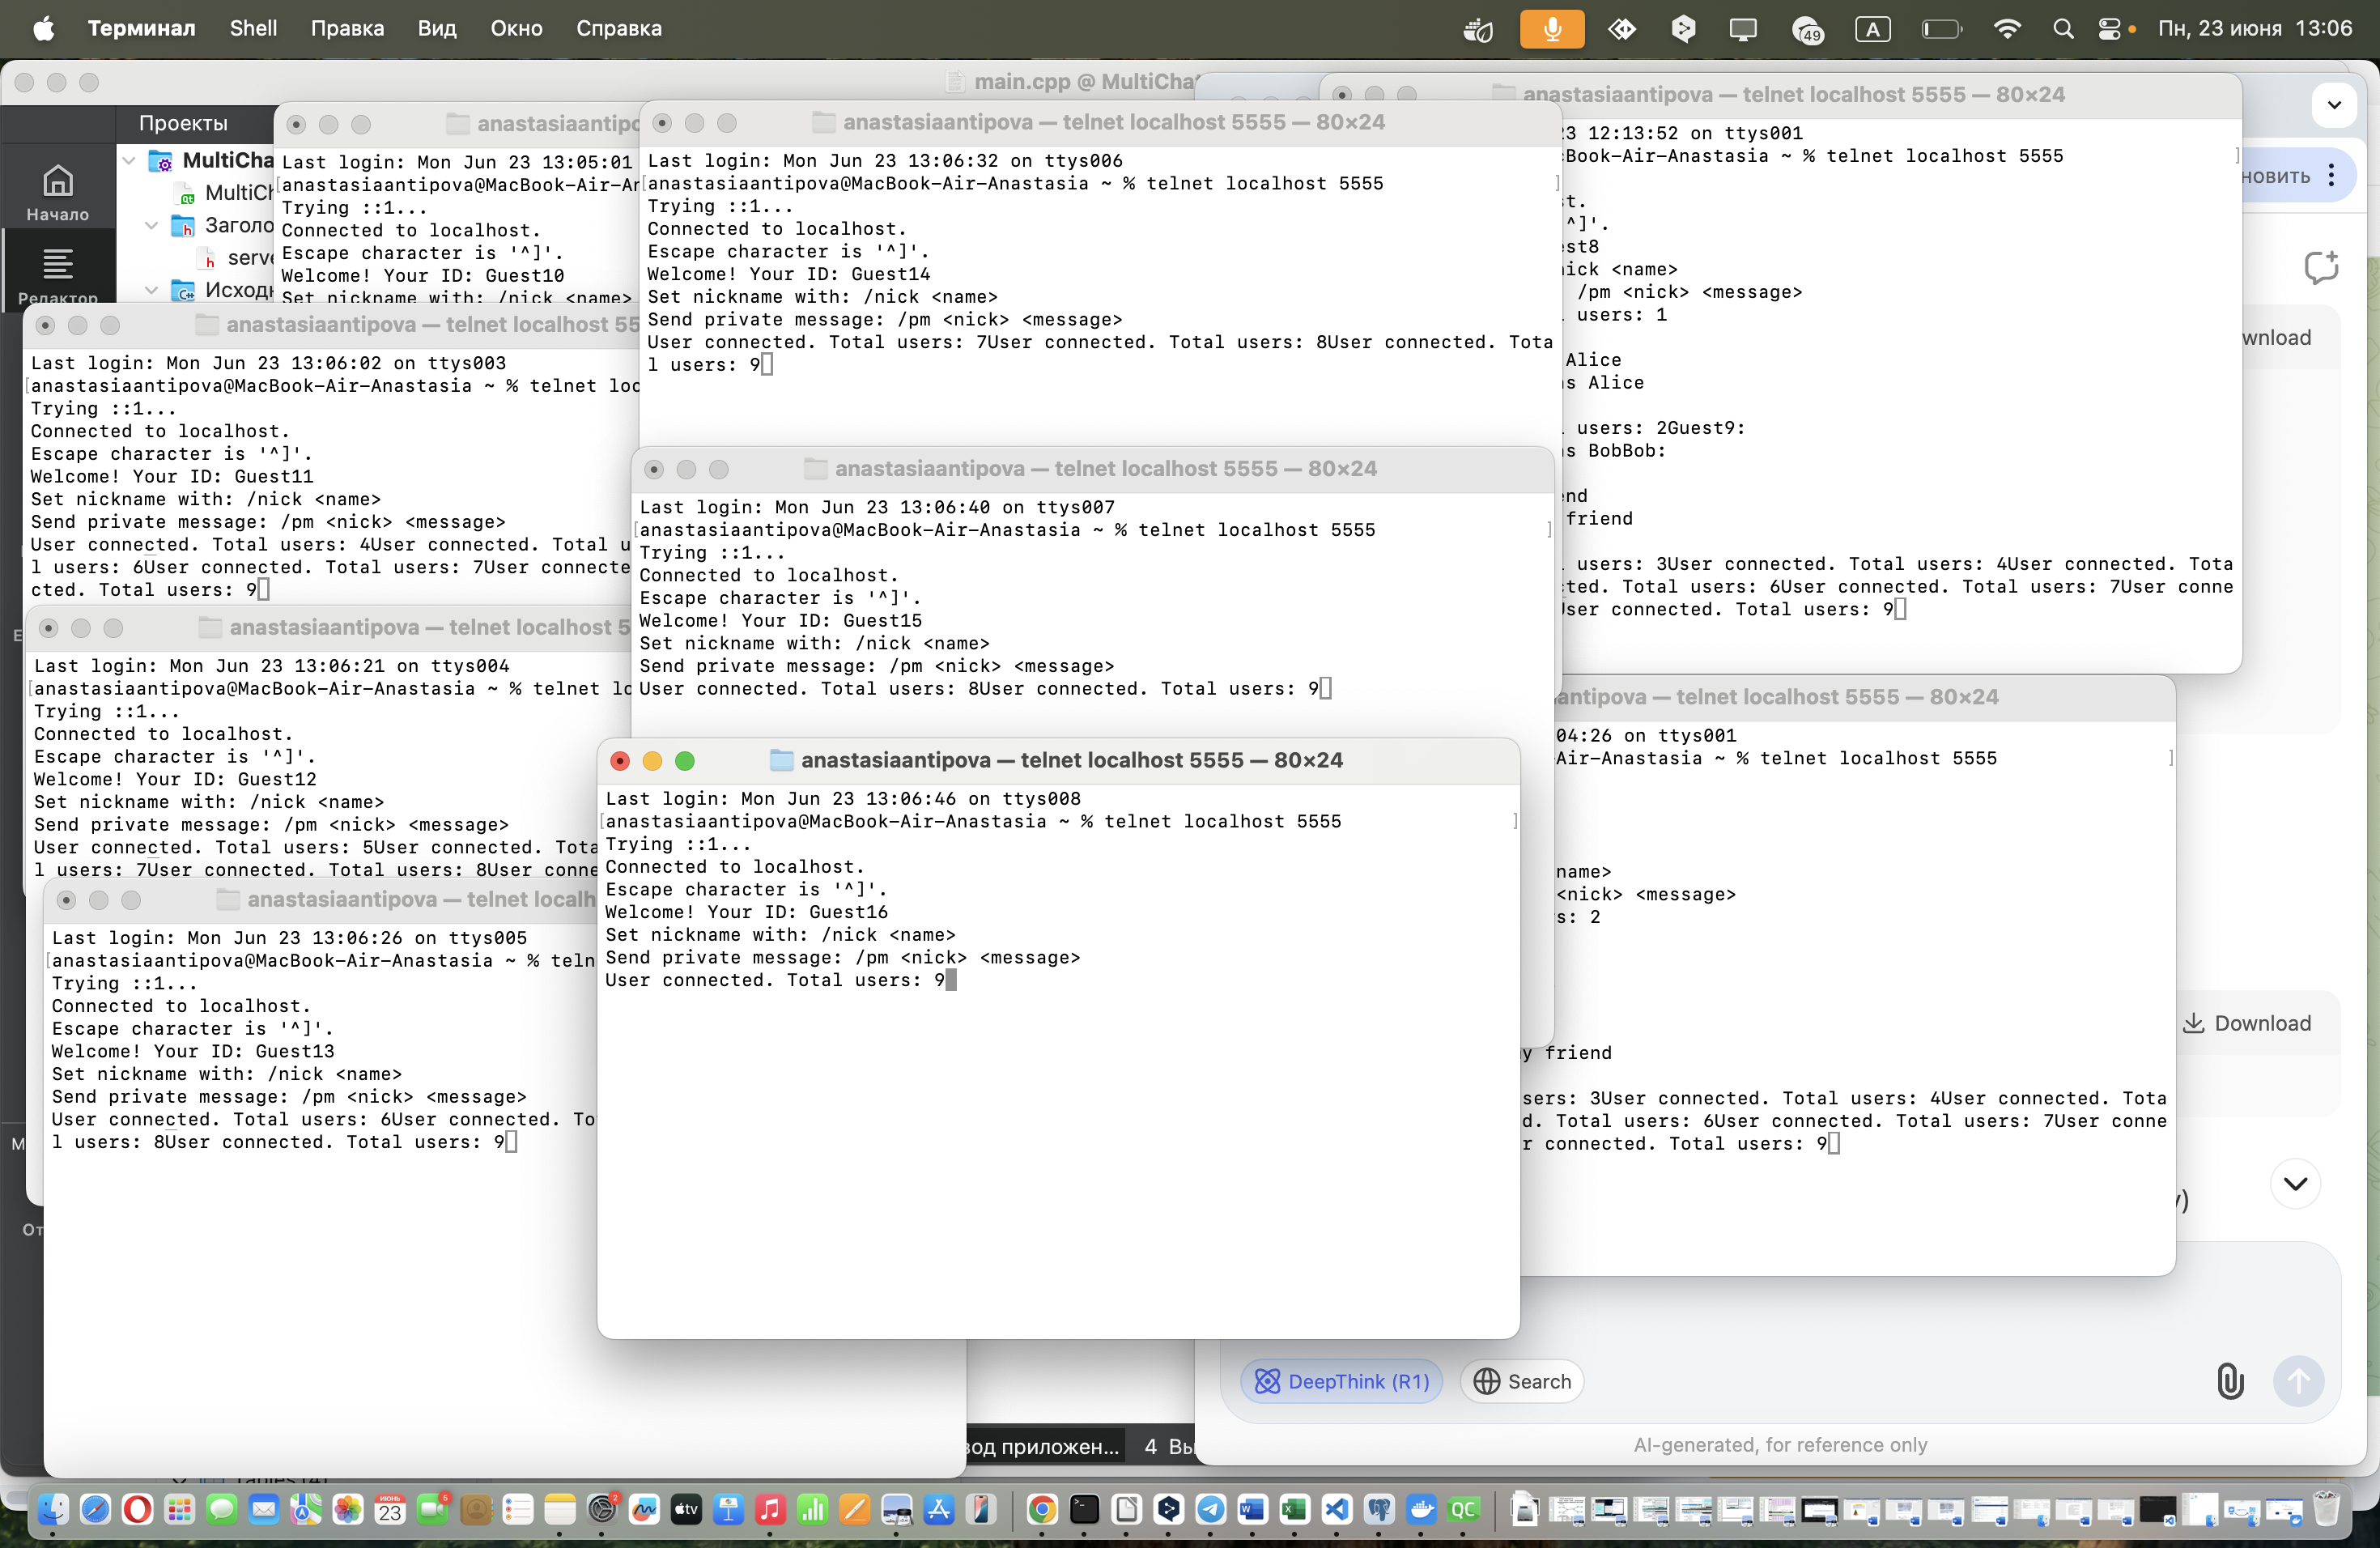 Терминал Shell Правка Вид Окно Справка
49 A Пн, 23 июня 13:06
main.cpp @ MultiChat
Проекты
Начало
Редактор
h
h
C++
anastasiaantipova — telnet localhost 5555 — 80×24
Last login: Mon Jun 23 13:05:01
anastasiaantipova@MacBook-Air-
Trying ::1...
Connected to localhost.
Escape character is '^]'.
Welcome! Your ID: Guest10
Set nickname with: /nick <name>
anastasiaantipova — telnet localhost 5555 — 80×24
Last login: Mon Jun 23 13:06:32 on ttys006
[anastasiaantipova@MacBook-Air-Anastasia ~ % telnet localhost 5555 ]
Trying ::1...
Connected to localhost.
Escape character is '^]'.
Welcome! Your ID: Guest14
Set nickname with: /nick <name>
Send private message: /pm <nick> <message>
User connected. Total users: 7User connected. Total users: 8User connected. Tota
l users: 9
23 12:13:52 on ttys001
Book-Air-Anastasia ~ % telnet localhost 5555 ]
st.
^]'.
st8
nick <name>
/pm <nick> <message>
users: 1
Alice
s Alice
users: 2Guest9:
s BobBob:
nd
friend
users: 3User connected. Total users: 4User connected. Tota
ted. Total users: 6User connected. Total users: 7User conne
User connected. Total users: 9
новить
wnload
anastasiaantipova — telnet localhost 55
Last login: Mon Jun 23 13:06:02 on ttys003
[anastasiaantipova@MacBook-Air-Anastasia ~ % telnet loc
Trying ::1...
Connected to localhost.
Escape character is '^]'.
Welcome! Your ID: Guest11
Set nickname with: /nick <name>
Send private message: /pm <nick> <message>
User connected. Total users: 4User connected. Total u
l users: 6User connected. Total users: 7User connecte
cted. Total users: 9
anastasiaantipova — telnet localhost 5555 — 80×24
Last login: Mon Jun 23 13:06:40 on ttys007
[anastasiaantipova@MacBook-Air-Anastasia ~ % telnet localhost 5555 ]
Trying ::1...
Connected to localhost.
Escape character is '^]'.
Welcome! Your ID: Guest15
Set nickname with: /nick <name>
Send private message: /pm <nick> <message>
User connected. Total users: 8User connected. Total users: 9
anastasiaantipova — telnet localhost 5
Last login: Mon Jun 23 13:06:21 on ttys004
[anastasiaantipova@MacBook-Air-Anastasia ~ % telnet lo
Trying ::1...
Connected to localhost.
Escape character is '^]'.
Welcome! Your ID: Guest12
Set nickname with: /nick <name>
Send private message: /pm <nick> <message>
User connected. Total users: 5User connected. Tota
l users: 7User connected. Total users: 8User conne
antipova — telnet localhost 5555 — 80×24
04:26 on ttys001
Air-Anastasia ~ % telnet localhost 5555 ]
name>
<nick> <message>
s: 2
y friend
sers: 3User connected. Total users: 4User connected. Tota
d. Total users: 6User connected. Total users: 7User conne
r connected. Total users: 9
anastasiaantipova — telnet localhost 5555 — 80×24
Last login: Mon Jun 23 13:06:46 on ttys008
[anastasiaantipova@MacBook-Air-Anastasia ~ % telnet localhost 5555 ]
Trying ::1...
Connected to localhost.
Escape character is '^]'.
Welcome! Your ID: Guest16
Set nickname with: /nick <name>
Send private message: /pm <nick> <message>
User connected. Total users: 9
anastasiaantipova — telnet localh
Last login: Mon Jun 23 13:06:26 on ttys005
[anastasiaantipova@MacBook-Air-Anastasia ~ % teln
Trying ::1...
Connected to localhost.
Escape character is '^]'.
Welcome! Your ID: Guest13
Set nickname with: /nick <name>
Send private message: /pm <nick> <message>
User connected. Total users: 6User connected. To
l users: 8User connected. Total users: 9
Download
DeepThink (R1) Search
AI-generated, for reference only
вод приложен... 4 Вы
ИЮНЬ
23
5
2
tv
QC